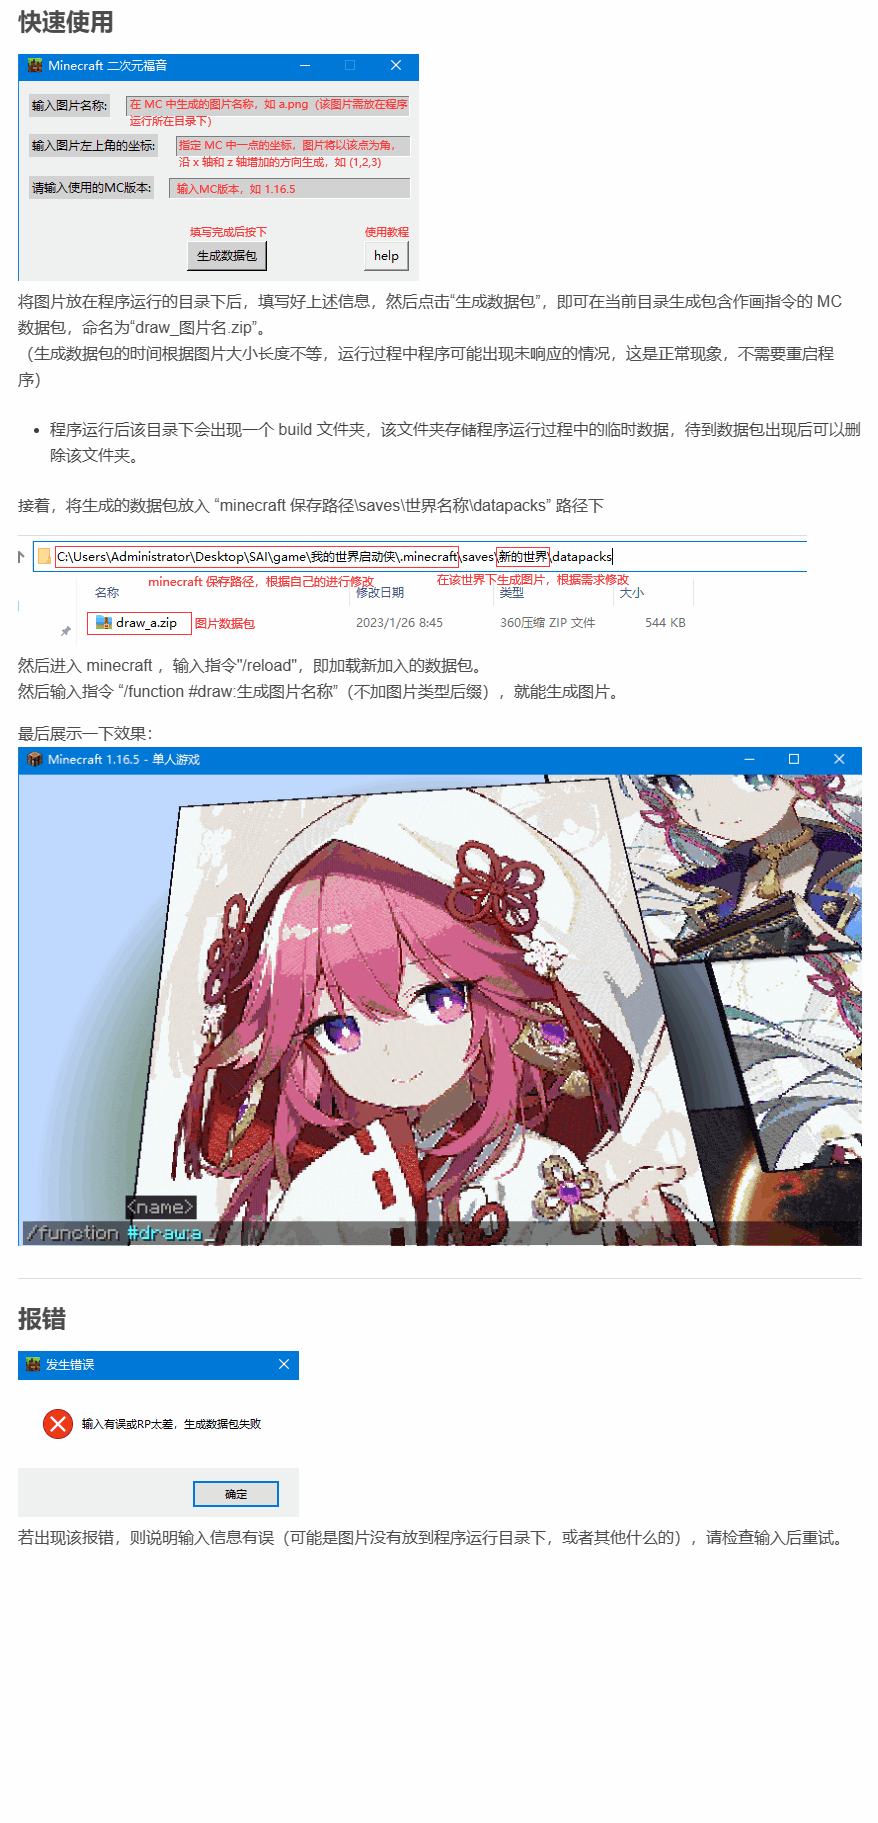 快速使用
Minecraft 二次元福音
输入图片名称:
在 MC 中生成的图片名称，如 a.png（该图片需放在程序
运行所在目录下）
输入图片左上角的坐标:
指定 MC 中一点的坐标，图片将以该点为角，
沿 x 轴和 z 轴增加的方向生成，如 (1,2,3)
请输入使用的MC版本:
输入MC版本，如 1.16.5
填写完成后按下
使用教程
生成数据包
help
将图片放在程序运行的目录下后，填写好上述信息，然后点击“生成数据包”，即可在当前目录生成包含作画指令的 MC
数据包，命名为“draw_图片名.zip”。
（生成数据包的时间根据图片大小长度不等，运行过程中程序可能出现未响应的情况，这是正常现象，不需要重启程
序）
• 程序运行后该目录下会出现一个 build 文件夹，该文件夹存储程序运行过程中的临时数据，待到数据包出现后可以删
除该文件夹。
接着，将生成的数据包放入 “minecraft 保存路径\saves\世界名称\datapacks” 路径下
C:\Users\Administrator\Desktop\SAI\game\我的世界启动侠\.minecraft\saves\新的世界\datapacks
minecraft 保存路径，根据自己的进行修改
在该世界下生成图片，根据需求修改
名称
修改日期
类型
大小
draw_a.zip
图片数据包
2023/1/26 8:45
360压缩 ZIP 文件
544 KB
然后进入 minecraft ，输入指令"/reload"，即加载新加入的数据包。
然后输入指令 “/function #draw:生成图片名称”（不加图片类型后缀），就能生成图片。
最后展示一下效果：
Minecraft 1.16.5 - 单人游戏
<name>
/function #draw:a_
报错
发生错误
输入有误或RP太差，生成数据包失败
确定
若出现该报错，则说明输入信息有误（可能是图片没有放到程序运行目录下，或者其他什么的），请检查输入后重试。